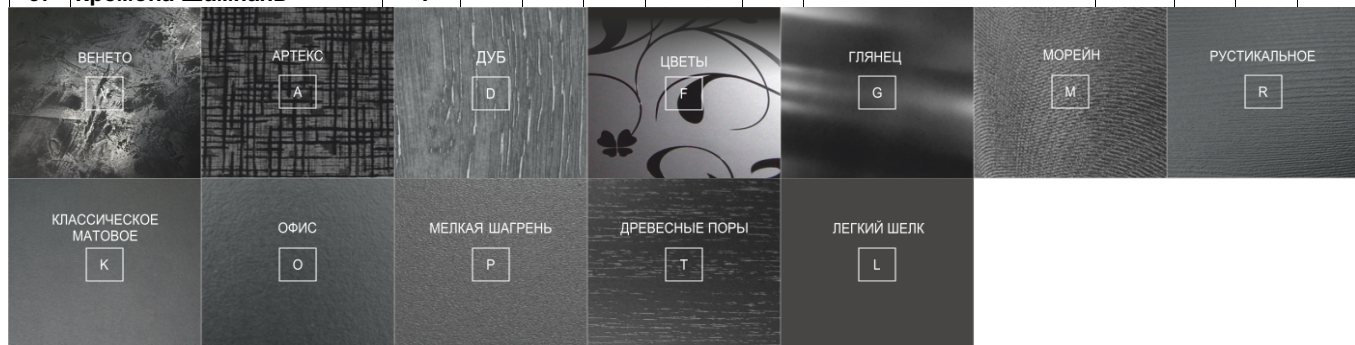 ВЕНЕТО
АРТЕКС
A
ДУБ
D
ЦВЕТЫ
F
ГЛЯНЕЦ
G
МОРЕЙН
M
РУСТИКАЛЬНОЕ
R
КЛАССИЧЕСКОЕ
МАТОВОЕ
K
ОФИС
O
МЕЛКАЯ ШАГРЕНЬ
P
ДРЕВЕСНЫЕ ПОРЫ
T
ЛЕГКИЙ ШЕЛК
L